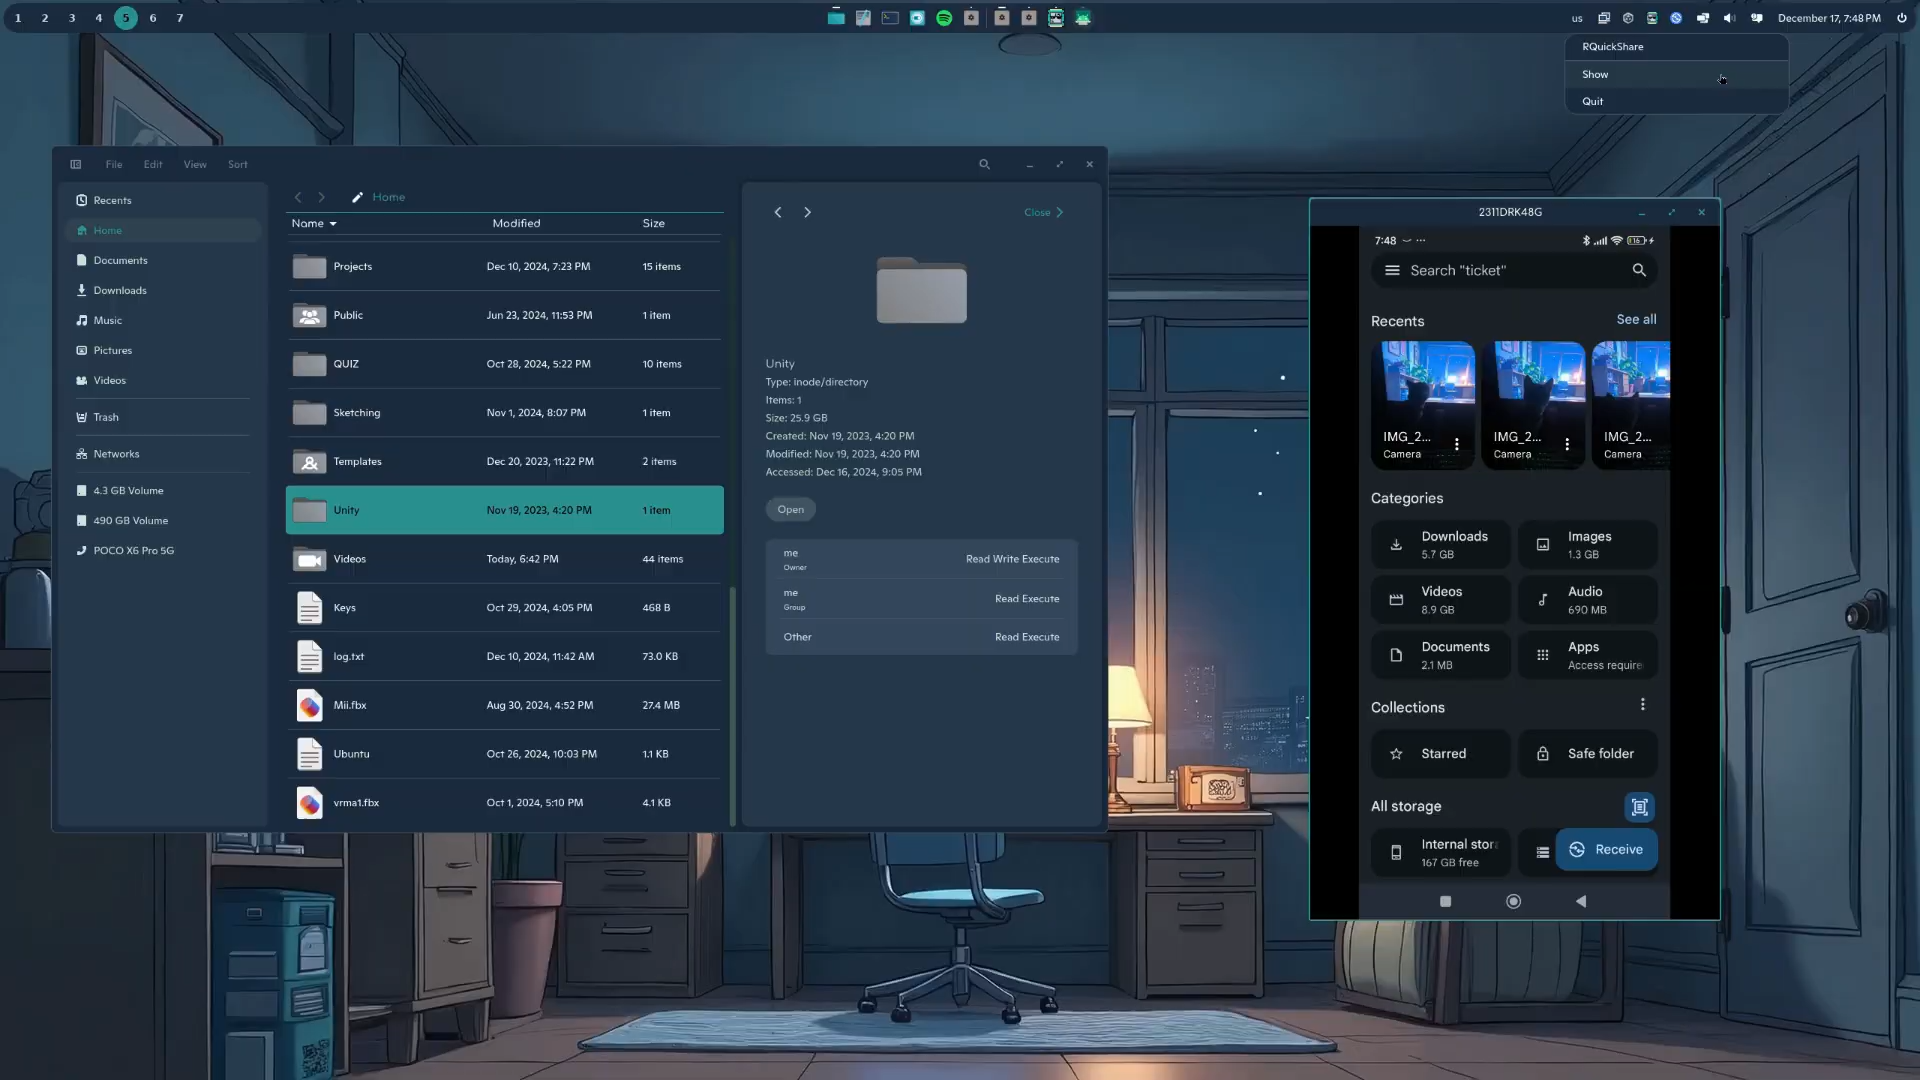 1 2 3 4 5 6 7
us December 17, 7:48 PM
RQuickShare
Show
Quit
File Edit View Sort
Recents
Home
Documents
Downloads
Music
Pictures
Videos
Trash
Networks
4.3 GB Volume
490 GB Volume
POCO X6 Pro 5G
Home
Name Modified Size
Projects Dec 10, 2024, 7:23 PM 15 items
Public Jun 23, 2024, 11:53 PM 1 item
QUIZ Oct 28, 2024, 5:22 PM 10 items
Sketching Nov 1, 2024, 8:07 PM 1 item
Templates Dec 20, 2023, 11:22 PM 2 items
Unity Nov 19, 2023, 4:20 PM 1 item
Videos Today, 6:42 PM 44 items
Keys Oct 29, 2024, 4:05 PM 468 B
log.txt Dec 10, 2024, 11:42 AM 73.0 KB
Mii.fbx Aug 30, 2024, 4:52 PM 27.4 MB
Ubuntu Oct 26, 2024, 10:03 PM 1.1 KB
vrma1.fbx Oct 1, 2024, 5:10 PM 4.1 KB
Close
Unity
Type: inode/directory
Items: 1
Size: 25.9 GB
Created: Nov 19, 2023, 4:20 PM
Modified: Nov 19, 2023, 4:20 PM
Accessed: Dec 16, 2024, 9:05 PM
Open
me Read Write Execute
Owner
me Read Execute
Group
Other Read Execute
2311DRK48G
7:48 ... 16
Search "ticket"
Recents See all
IMG_2... IMG_2... IMG_2...
Camera Camera Camera
Categories
Downloads Images
5.7 GB 1.3 GB
Videos Audio
8.9 GB 690 MB
Documents Apps
2.1 MB Access require
Collections
Starred Safe folder
All storage
Internal stora
167 GB free
Receive